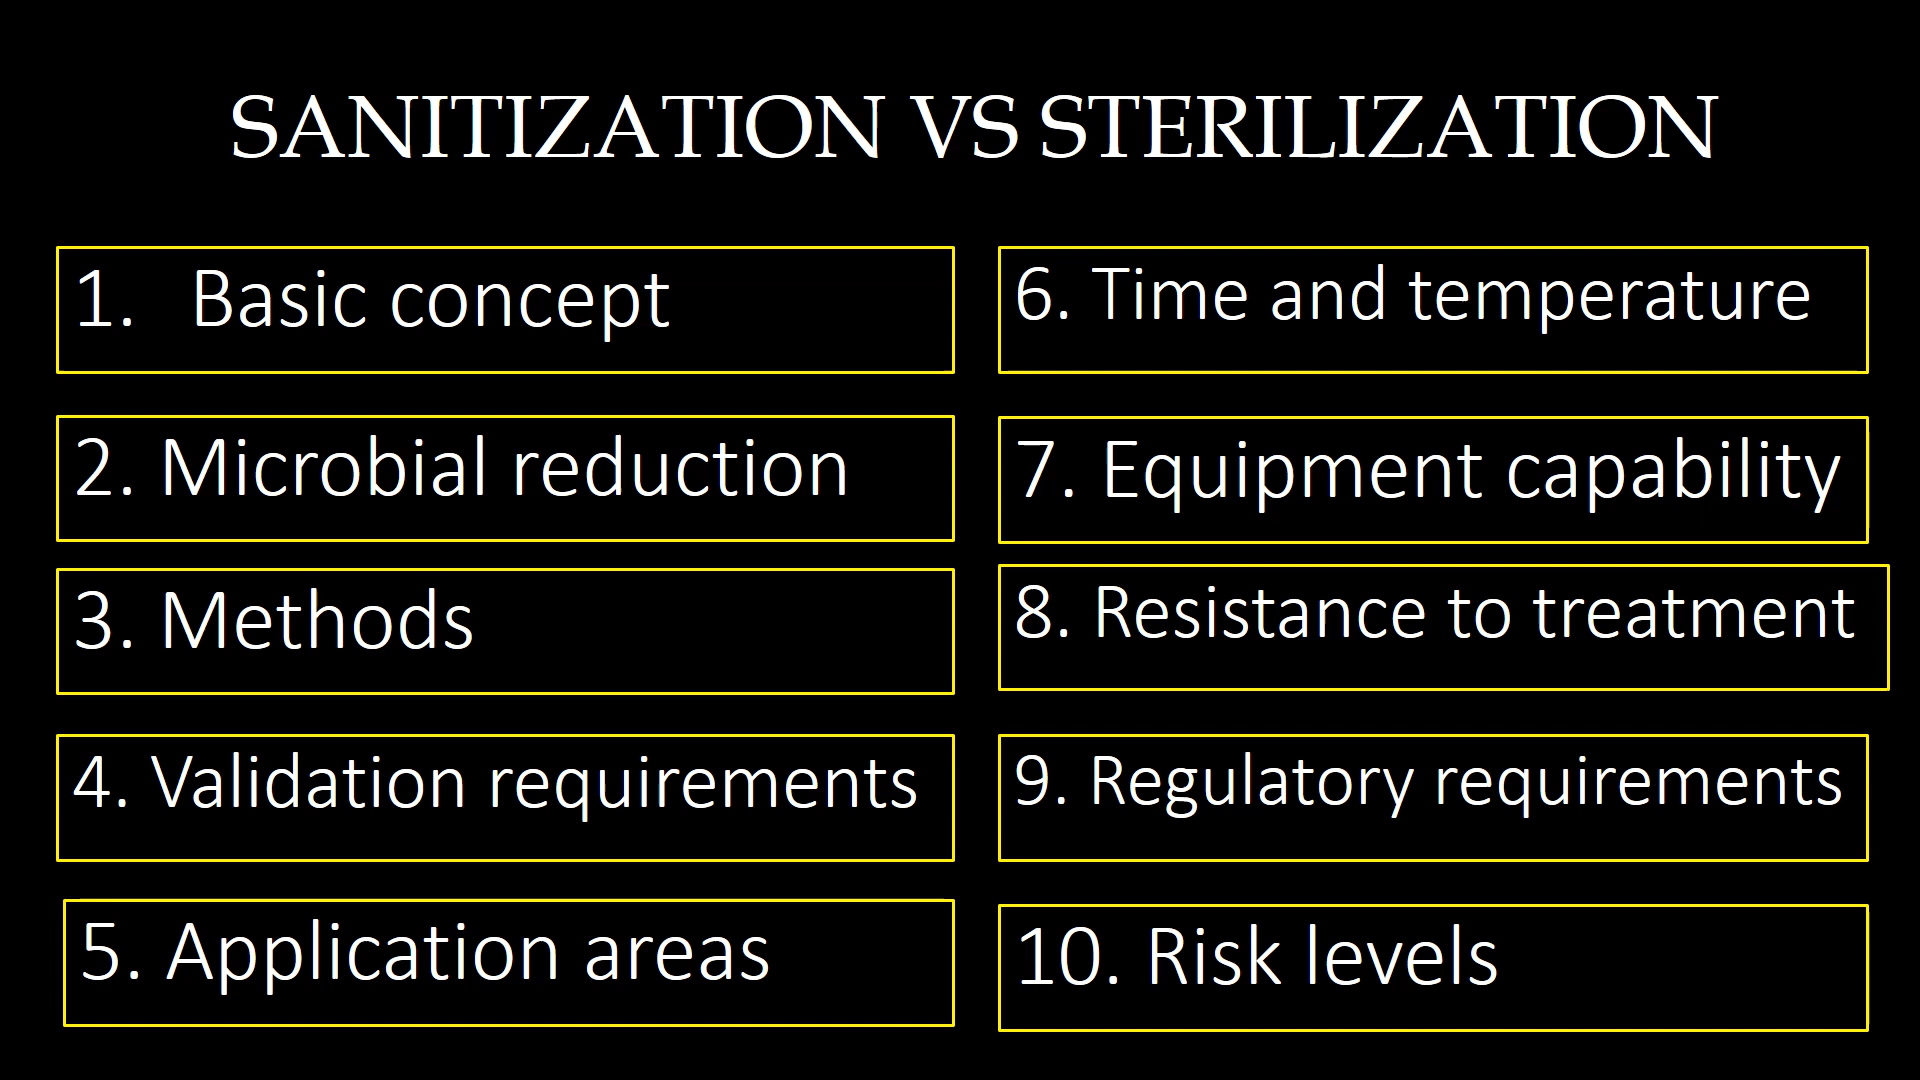 SANITIZATION VS STERILIZATION
1. Basic concept
2. Microbial reduction
3. Methods
4. Validation requirements
5. Application areas
6. Time and temperature
7. Equipment capability
8. Resistance to treatment
9. Regulatory requirements
10. Risk levels